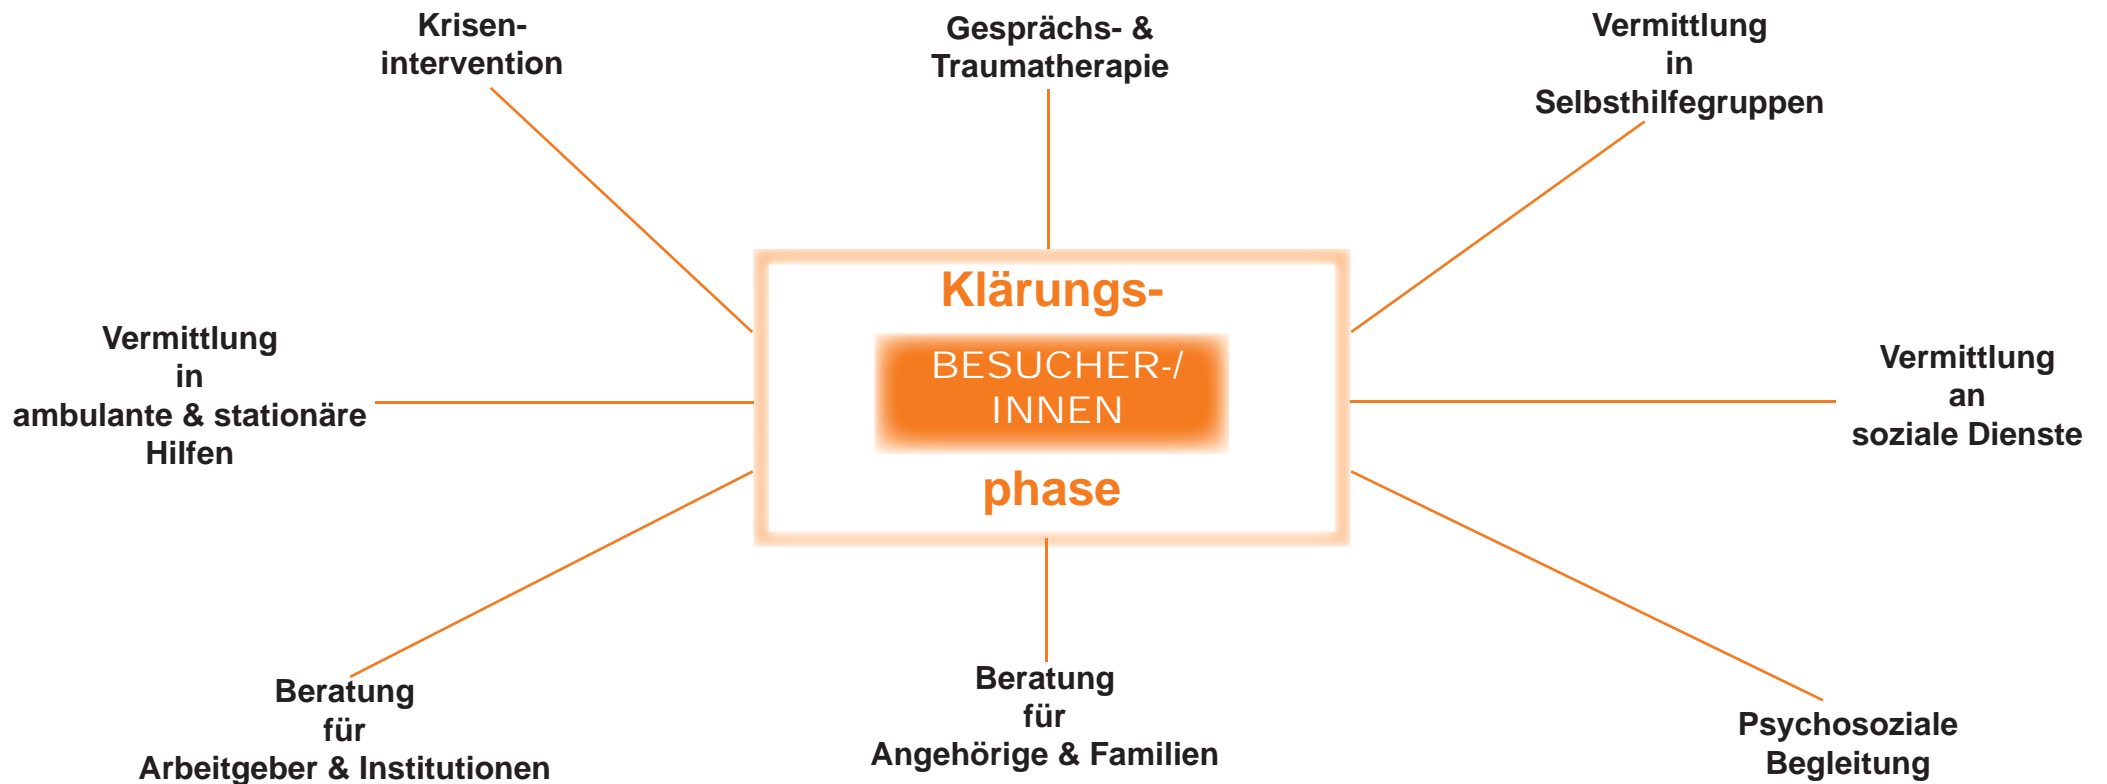 Krisen-
intervention
Gesprächs- &
Traumatherapie
Vermittlung
in
Selbsthilfegruppen
Klärungs-
BESUCHER-/
INNEN
phase
Vermittlung
in
ambulante & stationäre
Hilfen
Vermittlung
an
soziale Dienste
Beratung
für
Arbeitgeber & Institutionen
Beratung
für
Angehörige & Familien
Psychosoziale
Begleitung